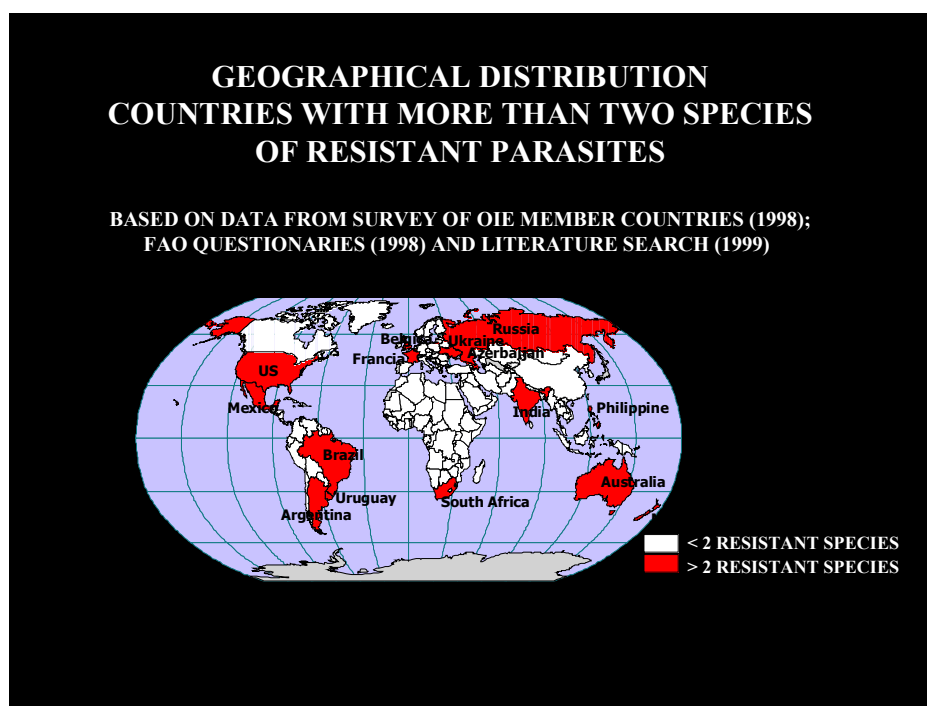 GEOGRAPHICAL DISTRIBUTION
COUNTRIES WITH MORE THAN TWO SPECIES
OF RESISTANT PARASITES
BASED ON DATA FROM SURVEY OF OIE MEMBER COUNTRIES (1998);
FAO QUESTIONARIES (1998) AND LITERATURE SEARCH (1999)
Russia
Belgica
Ukraine
Azerbaijan
Francia
US
Mexico
India
Philippine
Brazil
Australia
Uruguay
South Africa
Argentina
< 2 RESISTANT SPECIES
> 2 RESISTANT SPECIES